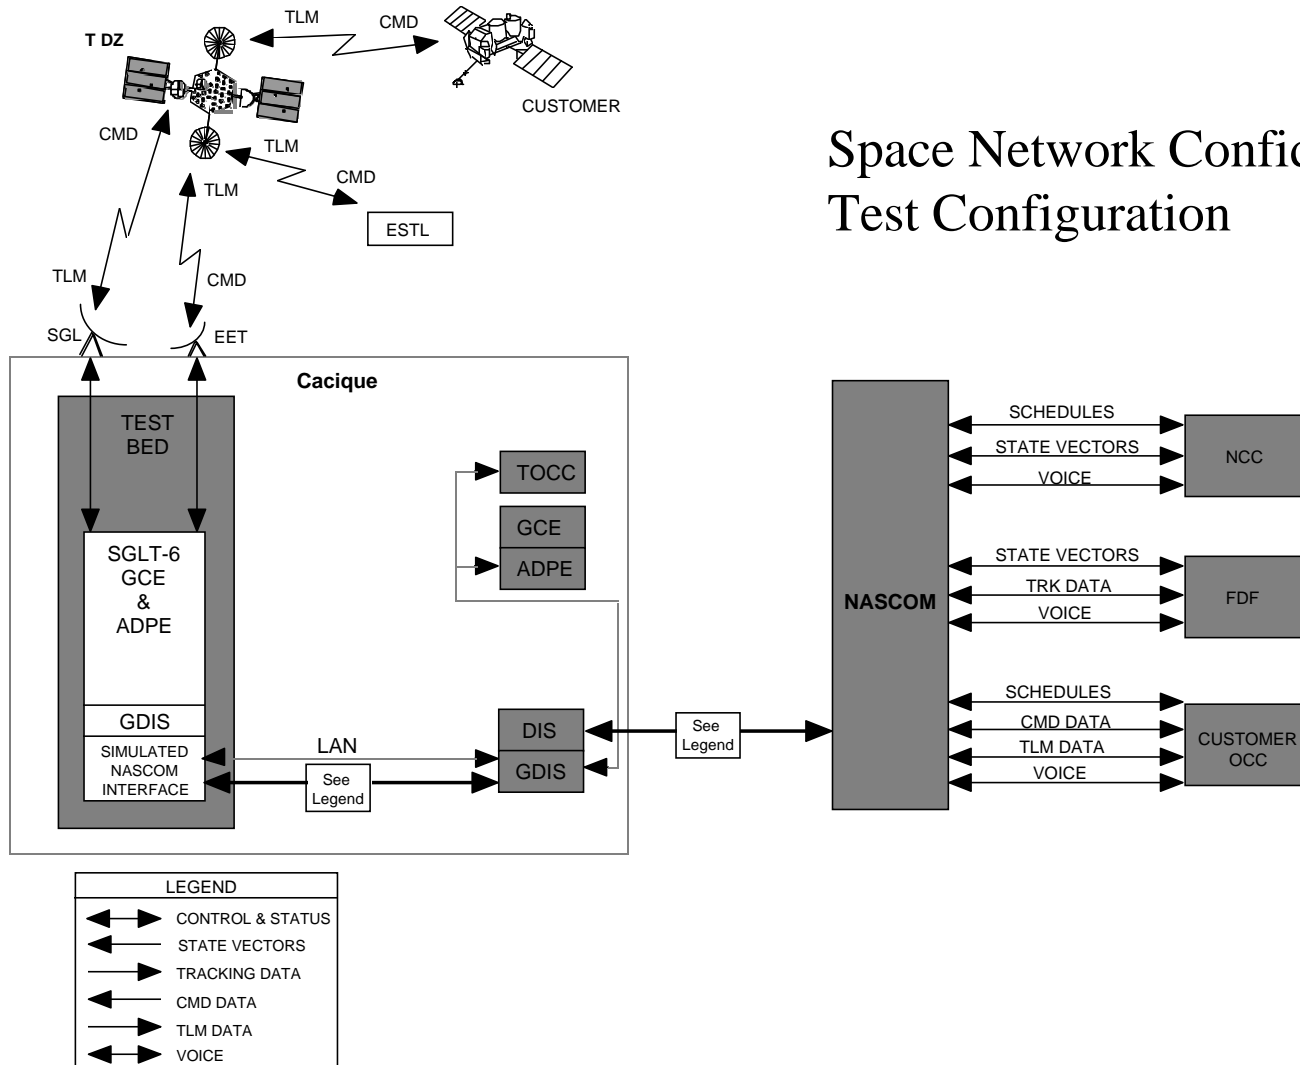 TLM
CMD
T DZ
CUSTOMER
CMD
TLM
CMD
TLM
ESTL
TLM
CMD
SGL
EET
Space Network Confid
Test Configuration
Cacique
TEST
BED
SGLT-6
GCE
&
ADPE
GDIS
SIMULATED
NASCOM
INTERFACE
TOCC
GCE
ADPE
LAN
See
Legend
DIS
GDIS
See
Legend
NASCOM
SCHEDULES
STATE VECTORS
VOICE
NCC
STATE VECTORS
TRK DATA
VOICE
FDF
SCHEDULES
CMD DATA
TLM DATA
VOICE
CUSTOMER
OCC
LEGEND
CONTROL & STATUS
STATE VECTORS
TRACKING DATA
CMD DATA
TLM DATA
VOICE